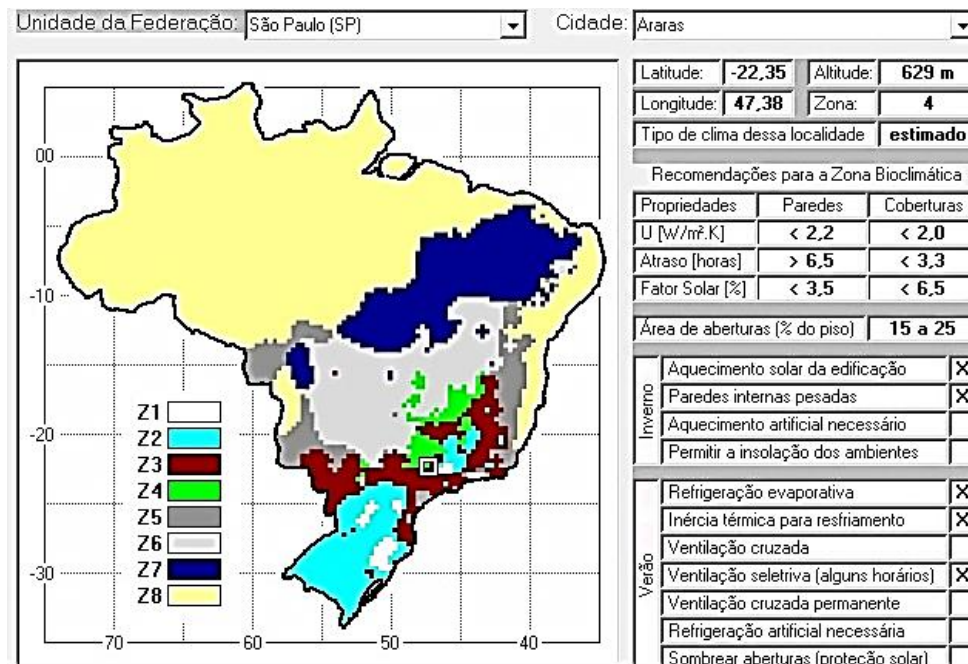 Unidade da Federação: São Paulo (SP) Cidade: Araras
Latitude: -22,35 Altitude: 629 m
Longitude: 47,38 Zona: 4
Tipo de clima dessa localidade estimado
Recomendações para a Zona Bioclimática
Propriedades Paredes Coberturas
U [W/m².K] < 2,2 < 2,0
Atraso [horas] > 6,5 < 3,3
Fator Solar [%] < 3,5 < 6,5
Área de aberturas (% do piso) 15 a 25
Inverno
Aquecimento solar da edificação X
Paredes internas pesadas X
Aquecimento artificial necessário
Permitir a insolação dos ambientes
Verão
Refrigeração evaporativa X
Inércia térmica para resfriamento X
Ventilação cruzada
Ventilação seletiva (alguns horários) X
Ventilação cruzada permanente
Refrigeração artificial necessária
Sombrear aberturas (proteção solar)
00
-10
-20
-30
70 60 50 40
Z1
Z2
Z3
Z4
Z5
Z6
Z7
Z8